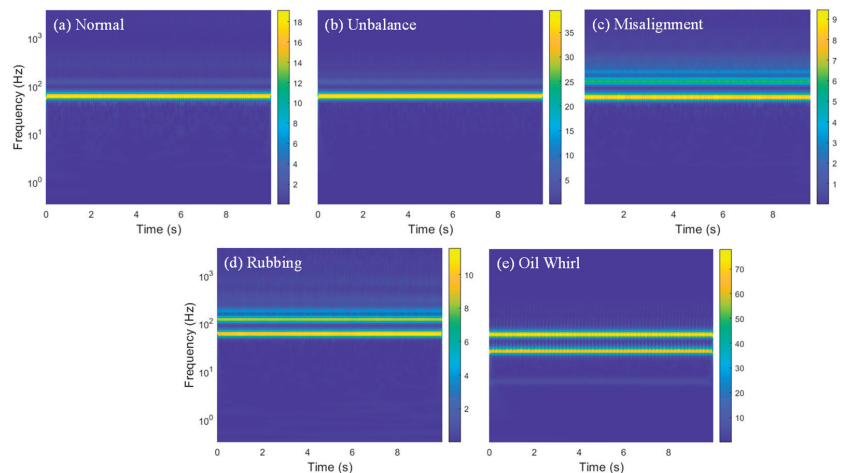 (a) Normal
Frequency (Hz)
10³
10²
10¹
10⁰
0 2 4 6 8
Time (s)
18
16
14
12
10
8
6
4
2
(b) Unbalance
0 2 4 6 8
Time (s)
35
30
25
20
15
10
5
(c) Misalignment
2 4 6 8
Time (s)
9
8
7
6
5
4
3
2
1
(d) Rubbing
Frequency (Hz)
10³
10²
10¹
10⁰
0 2 4 6 8
Time (s)
10
8
6
4
2
(e) Oil Whirl
0 2 4 6 8
Time (s)
70
60
50
40
30
20
10